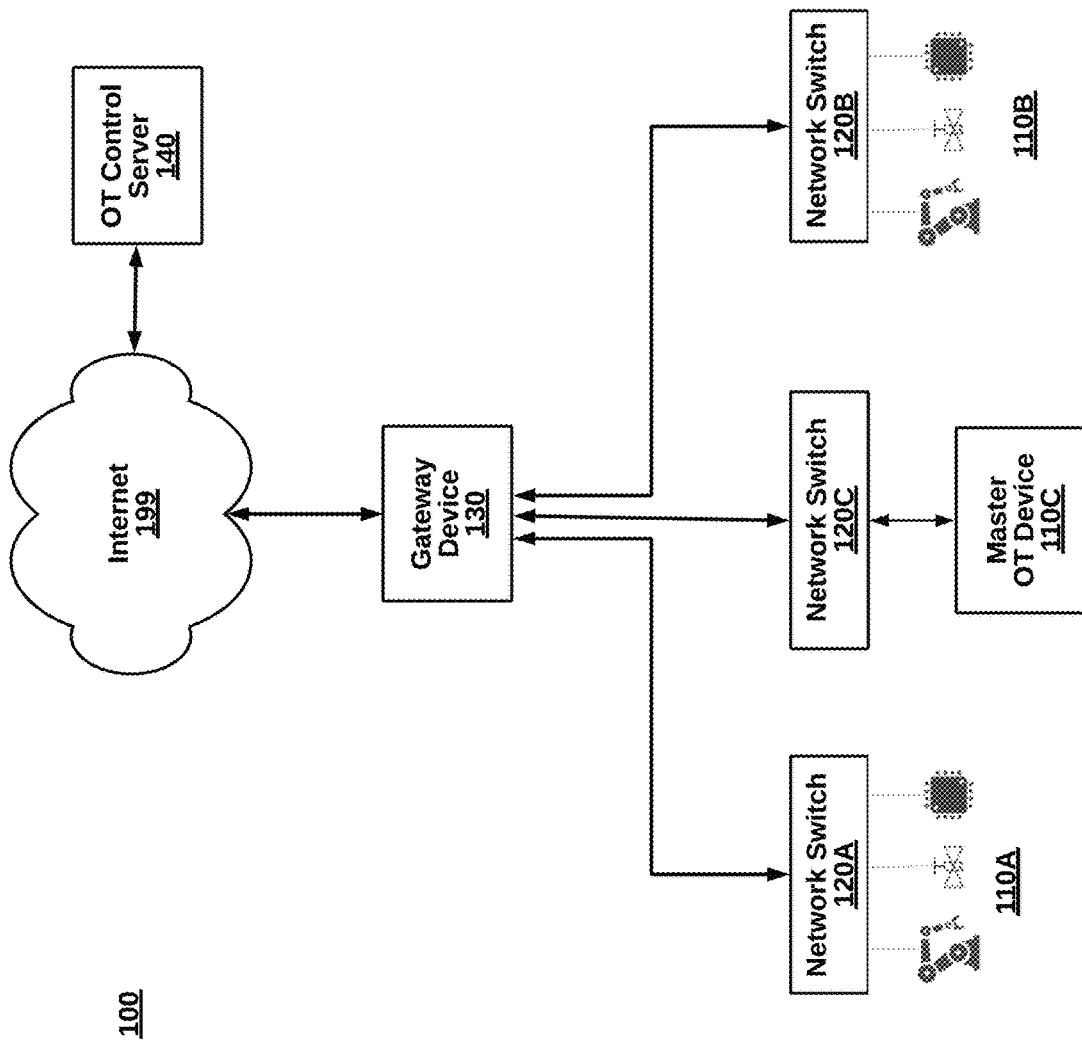 100
Internet
199
OT Control
Server
140
Gateway
Device
130
Network Switch
120A
Network Switch
120C
Network Switch
120B
110A
Master
OT Device
110C
110B